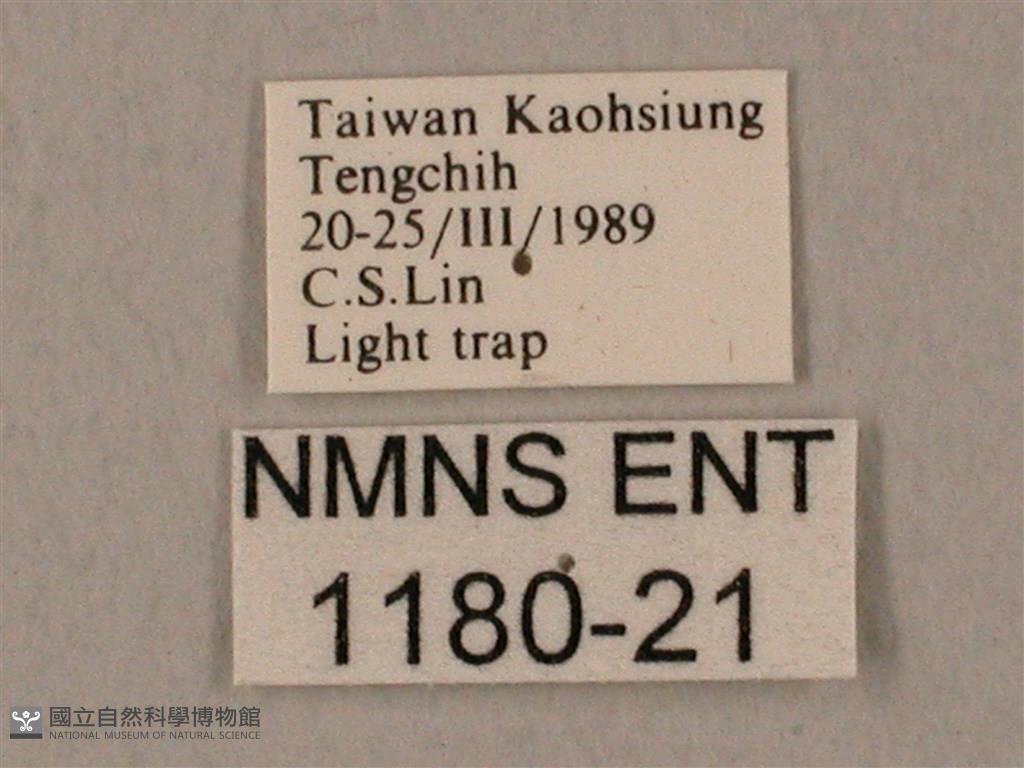 Taiwan Kaohsiung
Tengchih
20-25/III/1989
C.S.Lin
Light trap
NMNS ENT
1180-21
國立自然科學博物館
NATIONAL MUSEUM OF NATURAL SCIENCE